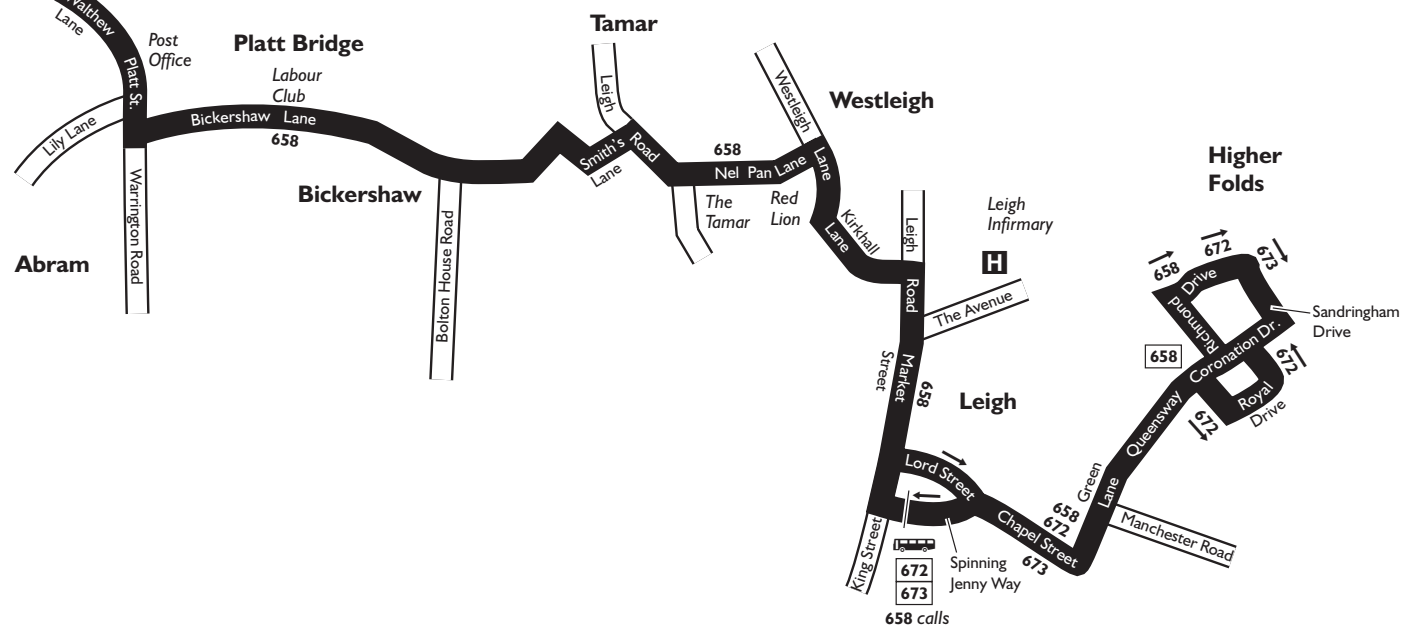 Walthew
Lane
Post
Office
Platt St.
Platt Bridge
Labour
Club
Bickershaw Lane
658
Lily Lane
Warrington Road
Abram
Bickershaw
Bolton House Road
Tamar
Leigh
Road
Smith's
Lane
658
Nel Pan Lane
The
Tamar
Red
Lion
Westleigh
Lane
Westleigh
Kirkhall
Lane
Leigh
Road
Leigh
Infirmary
H
The Avenue
Market
Street
658
Leigh
Lord Street
King Street
672
673
658 calls
Spinning
Jenny Way
Chapel Street
658
672
673
Green
Lane
Manchester Road
Queensway
Higher
Folds
658
672
673
Richmond
Drive
Sandringham
Drive
658
Coronation Dr.
672
672
Royal
Drive